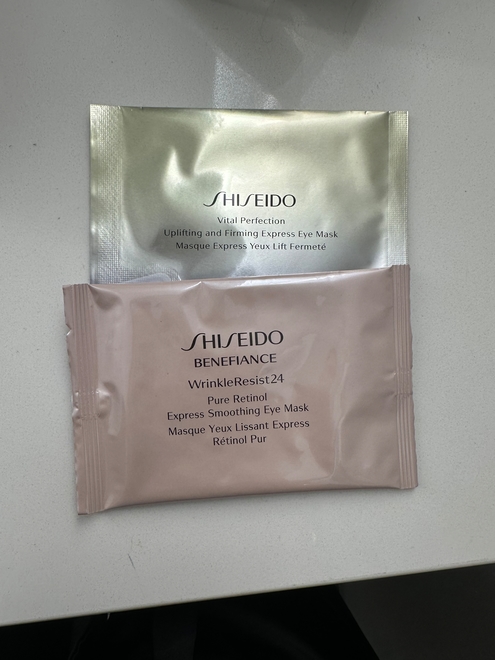 SHISEIDO
Vital Perfection
Uplifting and Firming Express Eye Mask
Masque Express Yeux Lift Fermeté
SHISEIDO
BENEFIANCE
WrinkleResist24
Pure Retinol
Express Smoothing Eye Mask
Masque Yeux Lissant Express
Rétinol Pur